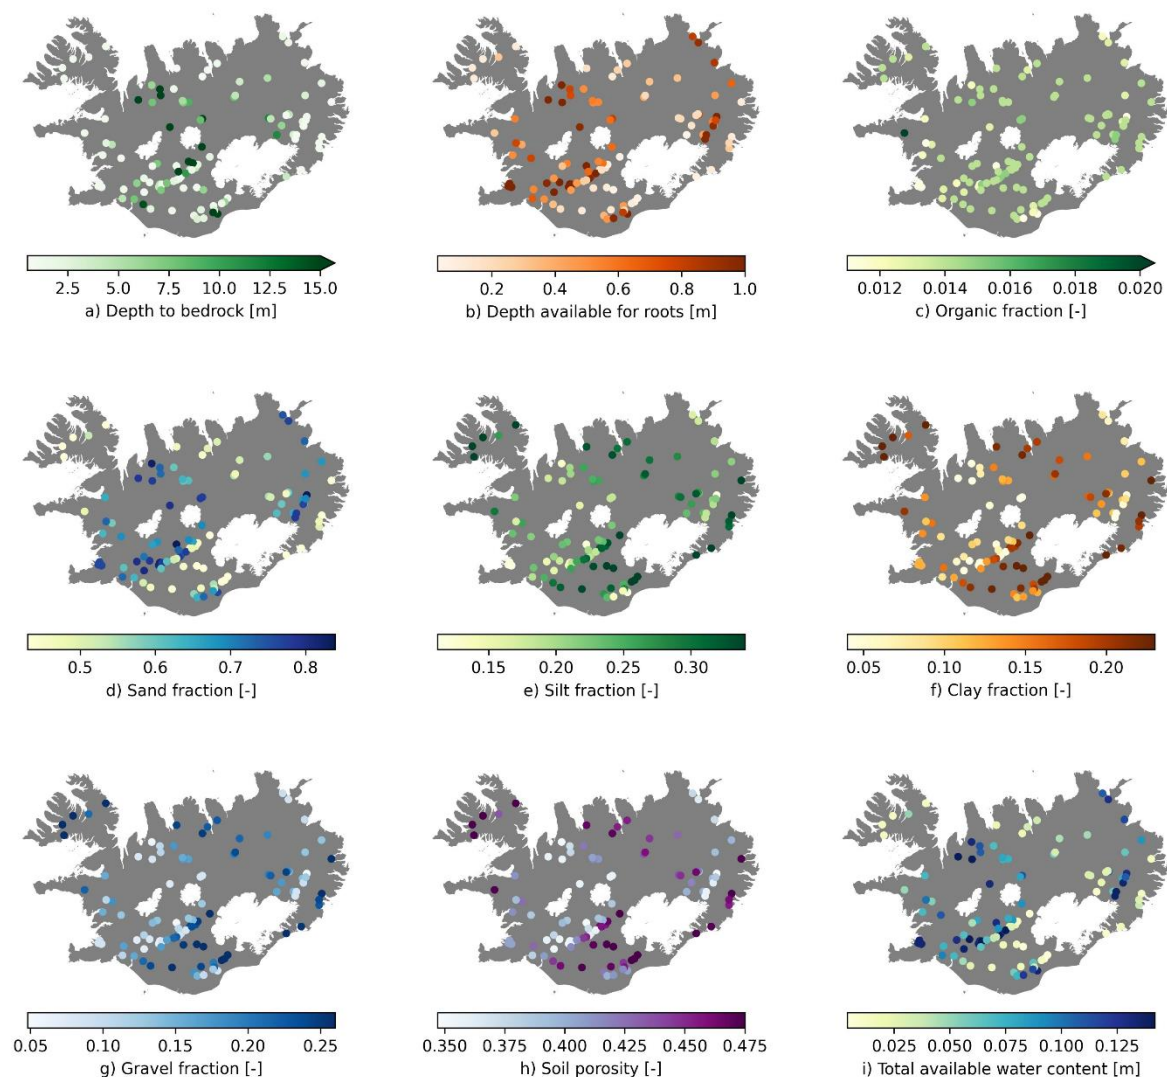 2.5 5.0 7.5 10.0 12.5 15.0
a) Depth to bedrock [m]
0.2 0.4 0.6 0.8 1.0
b) Depth available for roots [m]
0.012 0.014 0.016 0.018 0.020
c) Organic fraction [-]
0.5 0.6 0.7 0.8
d) Sand fraction [-]
0.15 0.20 0.25 0.30
e) Silt fraction [-]
0.05 0.10 0.15 0.20
f) Clay fraction [-]
0.05 0.10 0.15 0.20 0.25
g) Gravel fraction [-]
0.350 0.375 0.400 0.425 0.450 0.475
h) Soil porosity [-]
0.025 0.050 0.075 0.100 0.125
i) Total available water content [m]